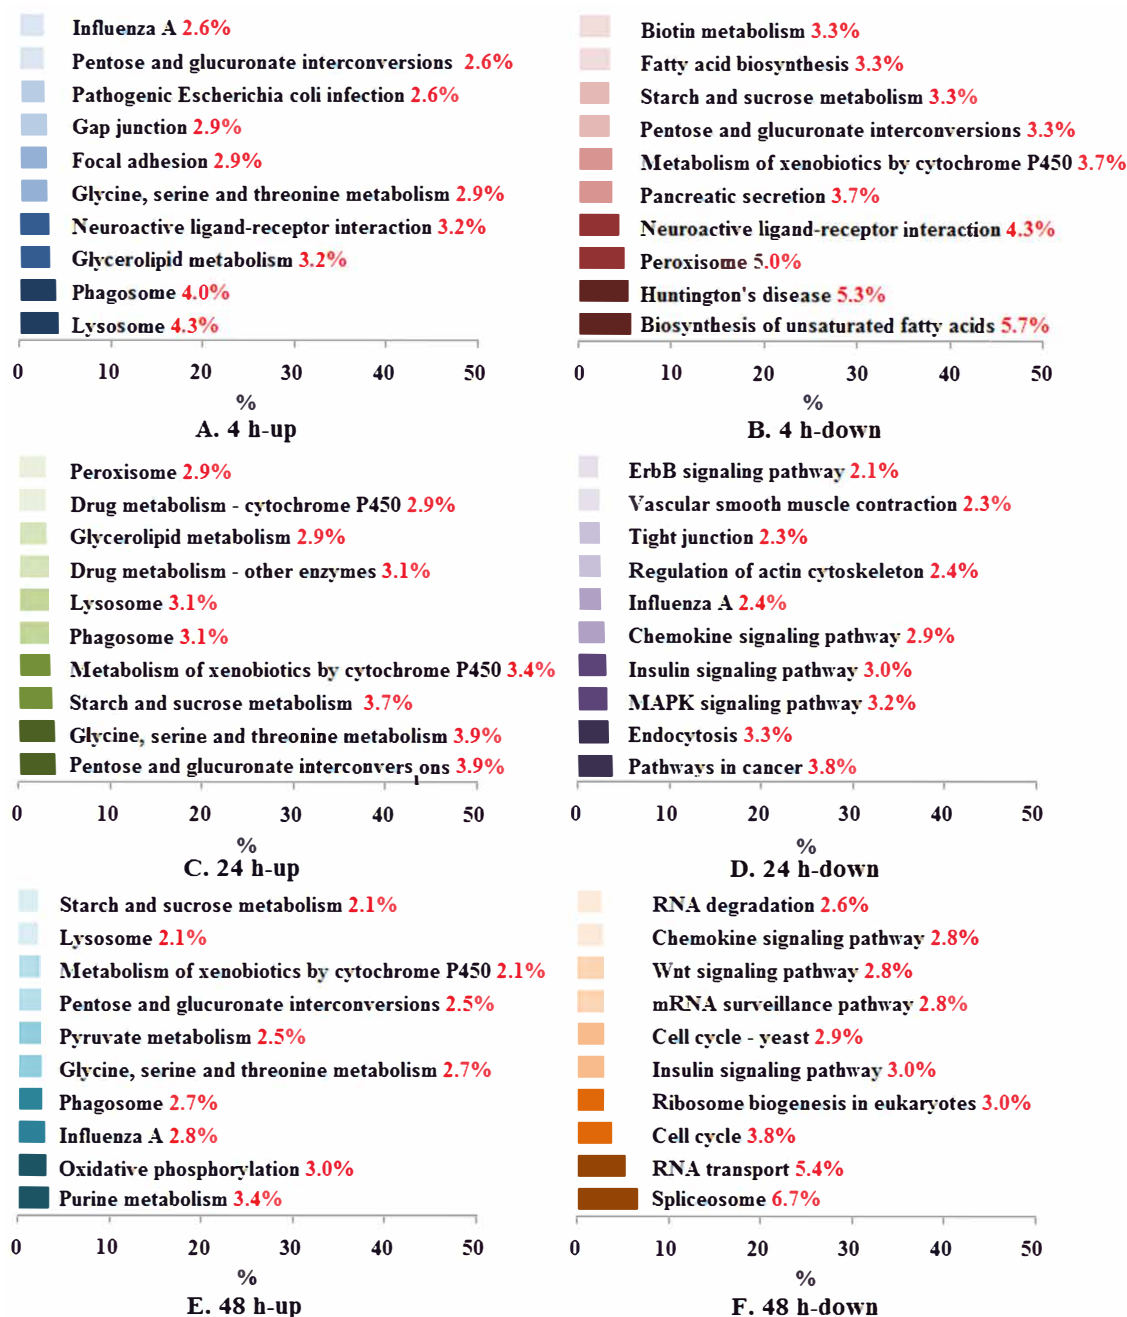 Influenza A 2.6%
Pentose and glucuronate interconversions 2.6%
Pathogenic Escherichia coli infection 2.6%
Gap junction 2.9%
Focal adhesion 2.9%
Glycine, serine and threonine metabolism 2.9%
Neuroactive ligand-receptor interaction 3.2%
Glycerolipid metabolism 3.2%
Phagosome 4.0%
Lysosome 4.3%
0 10 20 30 40 50
%
A. 4 h-up
Biotin metabolism 3.3%
Fatty acid biosynthesis 3.3%
Starch and sucrose metabolism 3.3%
Pentose and glucuronate interconversions 3.3%
Metabolism of xenobiotics by cytochrome P450 3.7%
Pancreatic secretion 3.7%
Neuroactive ligand-receptor interaction 4.3%
Peroxisome 5.0%
Huntington's disease 5.3%
Biosynthesis of unsaturated fatty acids 5.7%
0 10 20 30 40 50
%
B. 4 h-down
Peroxisome 2.9%
Drug metabolism - cytochrome P450 2.9%
Glycerolipid metabolism 2.9%
Drug metabolism - other enzymes 3.1%
Lysosome 3.1%
Phagosome 3.1%
Metabolism of xenobiotics by cytochrome P450 3.4%
Starch and sucrose metabolism 3.7%
Glycine, serine and threonine metabolism 3.9%
Pentose and glucuronate interconversions 3.9%
0 10 20 30 40 50
%
C. 24 h-up
ErbB signaling pathway 2.1%
Vascular smooth muscle contraction 2.3%
Tight junction 2.3%
Regulation of actin cytoskeleton 2.4%
Influenza A 2.4%
Chemokine signaling pathway 2.9%
Insulin signaling pathway 3.0%
MAPK signaling pathway 3.2%
Endocytosis 3.3%
Pathways in cancer 3.8%
0 10 20 30 40 50
%
D. 24 h-down
Starch and sucrose metabolism 2.1%
Lysosome 2.1%
Metabolism of xenobiotics by cytochrome P450 2.1%
Pentose and glucuronate interconversions 2.5%
Pyruvate metabolism 2.5%
Glycine, serine and threonine metabolism 2.7%
Phagosome 2.7%
Influenza A 2.8%
Oxidative phosphorylation 3.0%
Purine metabolism 3.4%
0 10 20 30 40 50
%
E. 48 h-up
RNA degradation 2.6%
Chemokine signaling pathway 2.8%
Wnt signaling pathway 2.8%
mRNA surveillance pathway 2.8%
Cell cycle - yeast 2.9%
Insulin signaling pathway 3.0%
Ribosome biogenesis in eukaryotes 3.0%
Cell cycle 3.8%
RNA transport 5.4%
Spliceosome 6.7%
0 10 20 30 40 50
%
F. 48 h-down